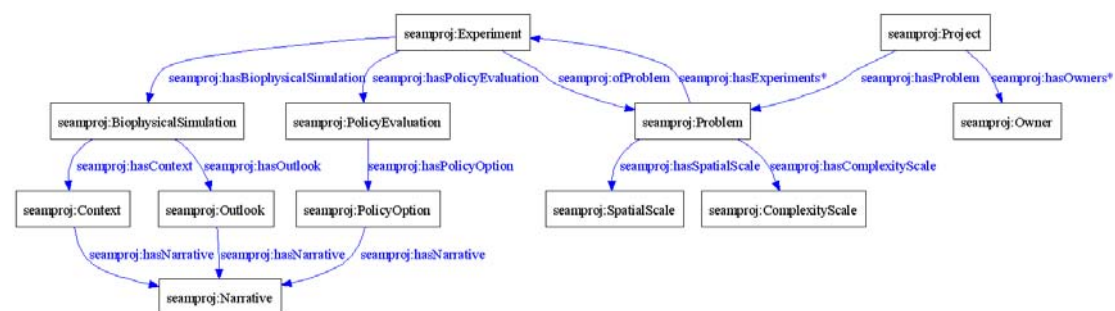 seamproj:Experiment
seamproj:Project
seamproj:hasBiophysicalSimulation
seamproj:hasPolicyEvaluation
seamproj:ofProblem
seamproj:hasExperiments*
seamproj:hasProblem
seamproj:hasOwners*
seamproj:BiophysicalSimulation
seamproj:PolicyEvaluation
seamproj:Problem
seamproj:Owner
seamproj:hasContext
seamproj:hasOutlook
seamproj:hasPolicyOption
seamproj:hasSpatialScale
seamproj:hasComplexityScale
seamproj:Context
seamproj:Outlook
seamproj:PolicyOption
seamproj:SpatialScale
seamproj:ComplexityScale
seamproj:hasNarrative
seamproj:hasNarrative
seamproj:hasNarrative
seamproj:Narrative